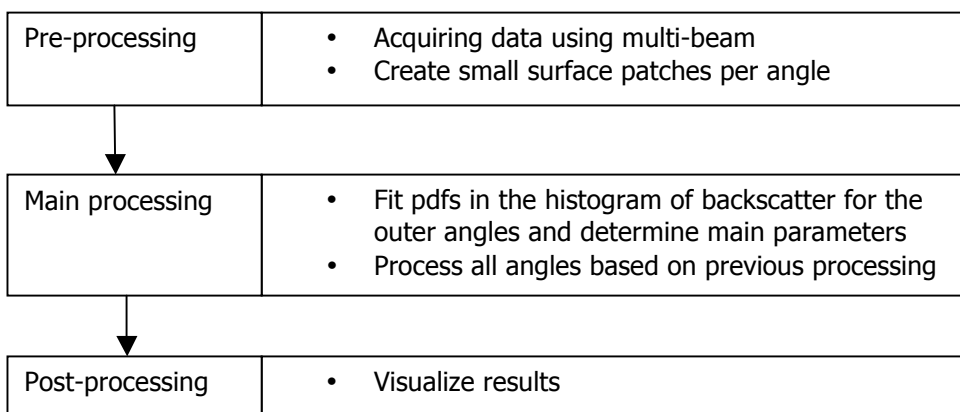 Pre-processing
• Acquiring data using multi-beam
• Create small surface patches per angle
Main processing
• Fit pdfs in the histogram of backscatter for the
outer angles and determine main parameters
• Process all angles based on previous processing
Post-processing
• Visualize results